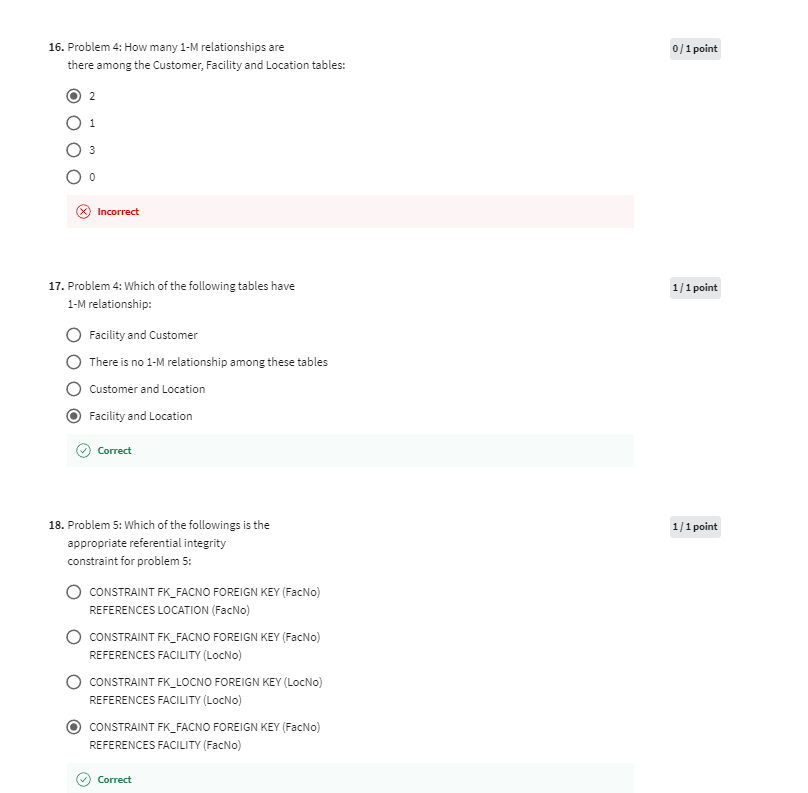 16. Problem 4: How many 1-M relationships are
0 / 1 point
there among the Customer, Facility and Location tables:
2
1
3
0
Incorrect
17. Problem 4: Which of the following tables have
1 / 1 point
1-M relationship:
Facility and Customer
There is no 1-M relationship among these tables
Customer and Location
Facility and Location
Correct
18. Problem 5: Which of the followings is the
1 / 1 point
appropriate referential integrity
constraint for problem 5:
CONSTRAINT FK_FACNO FOREIGN KEY (FacNo)
REFERENCES LOCATION (FacNo)
CONSTRAINT FK_FACNO FOREIGN KEY (FacNo)
REFERENCES FACILITY (LocNo)
CONSTRAINT FK_LOCNO FOREIGN KEY (LocNo)
REFERENCES FACILITY (LocNo)
CONSTRAINT FK_FACNO FOREIGN KEY (FacNo)
REFERENCES FACILITY (FacNo)
Correct